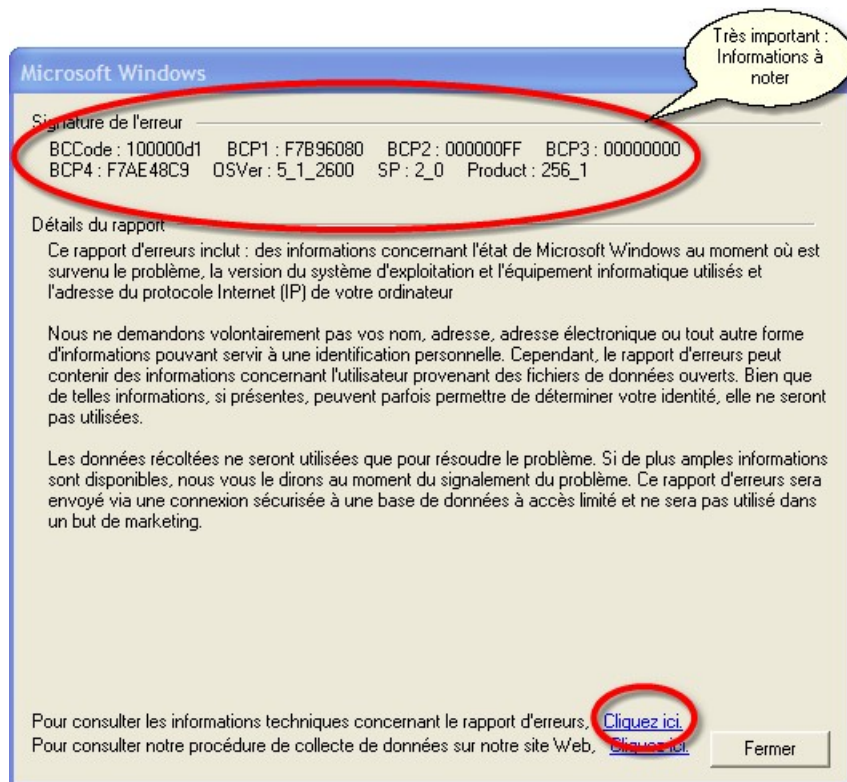 Très important :
Informations à
noter
Microsoft Windows
Signature de l'erreur
BCCode : 100000d1 BCP1 : F7B96080 BCP2 : 000000FF BCP3 : 00000000
BCP4 : F7AE48C9 OSVer : 5_1_2600 SP : 2_0 Product : 256_1
Détails du rapport
Ce rapport d'erreurs inclut : des informations concernant l'état de Microsoft Windows au moment où est
survenu le problème, la version du système d'exploitation et l'équipement informatique utilisés et
l'adresse du protocole Internet (IP) de votre ordinateur
Nous ne demandons volontairement pas vos nom, adresse, adresse électronique ou tout autre forme
d'informations pouvant servir à une identification personnelle. Cependant, le rapport d'erreurs peut
contenir des informations concernant l'utilisateur provenant des fichiers de données ouverts. Bien que
de telles informations, si présentes, peuvent parfois permettre de déterminer votre identité, elle ne seront
pas utilisées.
Les données récoltées ne seront utilisées que pour résoudre le problème. Si de plus amples informations
sont disponibles, nous vous le dirons au moment du signalement du problème. Ce rapport d'erreurs sera
envoyé via une connexion sécurisée à une base de données à accès limité et ne sera pas utilisé dans
un but de marketing.
Pour consulter les informations techniques concernant le rapport d'erreurs, Cliquez ici.
Pour consulter notre procédure de collecte de données sur notre site Web, Cliquez ici.
Fermer